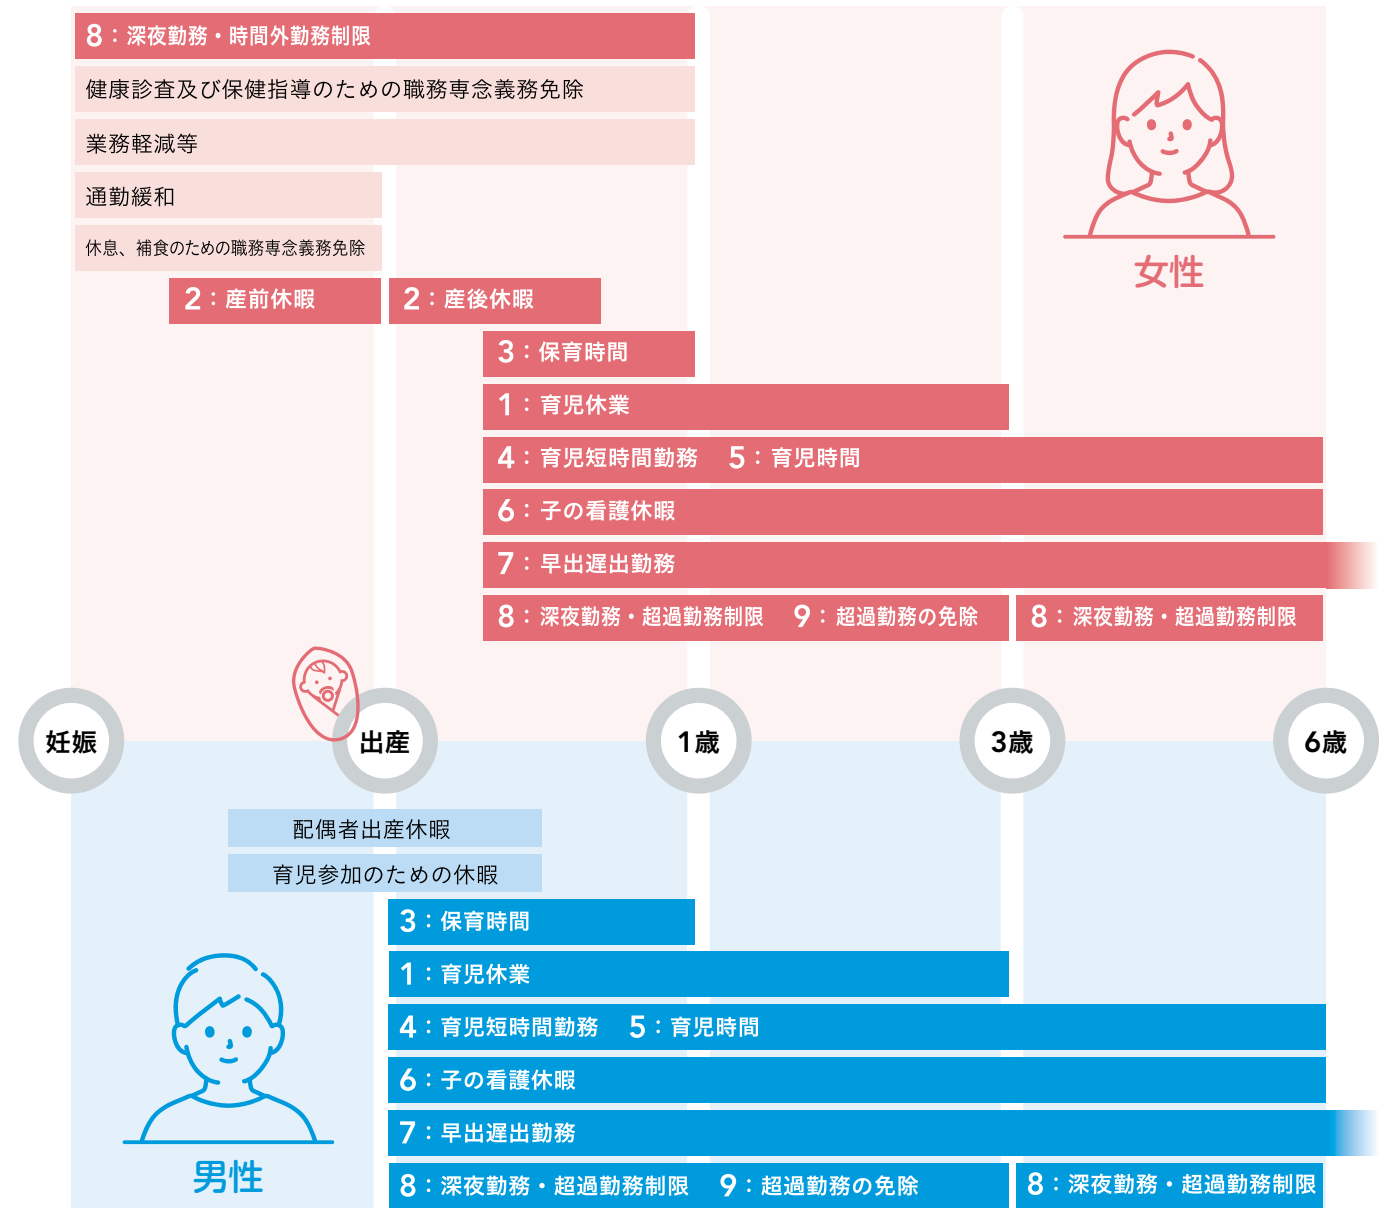 8：深夜勤務・時間外勤務制限
健康診査及び保健指導のための職務専念義務免除
業務軽減等
通勤緩和
休息、補食のための職務専念義務免除
2：産前休暇
2：産後休暇
3：保育時間
1：育児休業
4：育児短時間勤務 5：育児時間
6：子の看護休暇
7：早出遅出勤務
8：深夜勤務・超過勤務制限 9：超過勤務の免除
8：深夜勤務・超過勤務制限
女性
妊娠
出産
1歳
3歳
6歳
配偶者出産休暇
育児参加のための休暇
3：保育時間
1：育児休業
4：育児短時間勤務 5：育児時間
6：子の看護休暇
7：早出遅出勤務
8：深夜勤務・超過勤務制限 9：超過勤務の免除
8：深夜勤務・超過勤務制限
男性